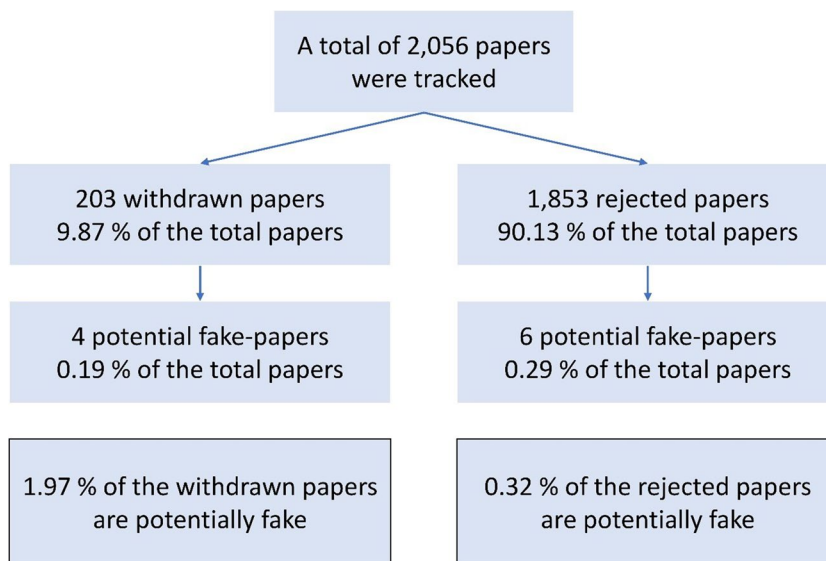 A total of 2,056 papers
were tracked
203 withdrawn papers
9.87 % of the total papers
1,853 rejected papers
90.13 % of the total papers
4 potential fake-papers
0.19 % of the total papers
6 potential fake-papers
0.29 % of the total papers
1.97 % of the withdrawn papers
are potentially fake
0.32 % of the rejected papers
are potentially fake